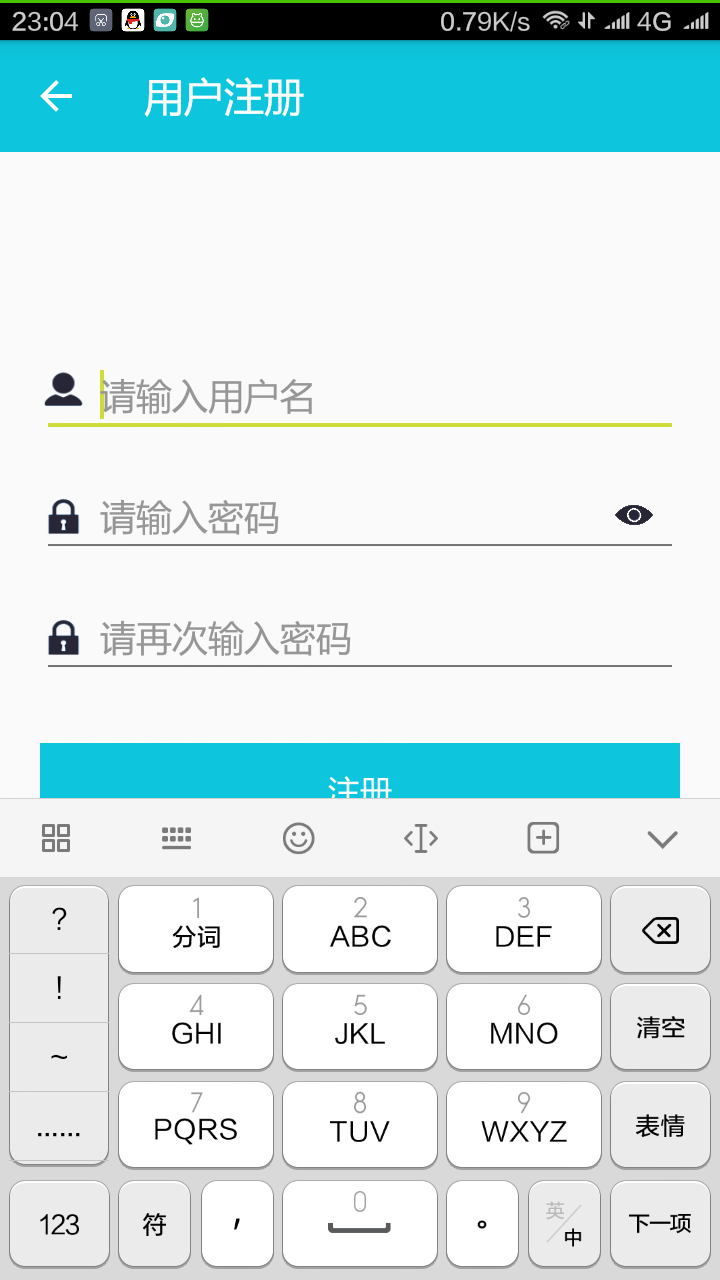 23:04 0.79K/s 4G
用户注册
请输入用户名
请输入密码
请再次输入密码
注册
? 1 2 3
分词 ABC DEF
! 4 5 6
GHI JKL MNO 清空
~ 7 8 9
PQRS TUV WXYZ 表情
......
123 符 , 0 。 英/中 下一项